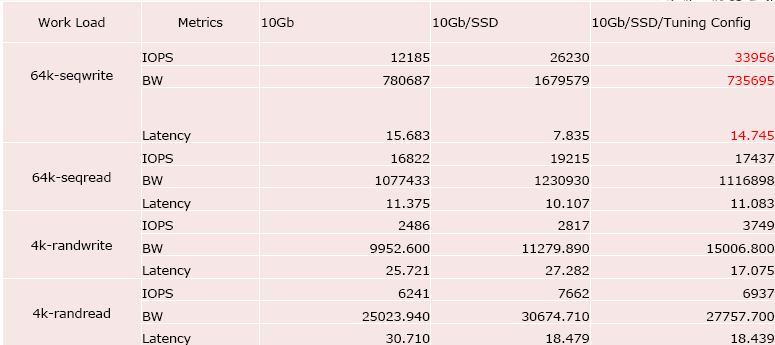 Work Load Metrics 10Gb 10Gb/SSD 10Gb/SSD/Tuning Config
64k-seqwrite IOPS 12185 26230 33956
BW 780687 1679579 735695
Latency 15.683 7.835 14.745
64k-seqread IOPS 16822 19215 17437
BW 1077433 1230930 1116898
Latency 11.375 10.107 11.083
4k-randwrite IOPS 2486 2817 3749
BW 9952.600 11279.890 15006.800
Latency 25.721 27.282 17.075
4k-randread IOPS 6241 7662 6937
BW 25023.940 30674.710 27757.700
Latency 30.710 18.479 18.439